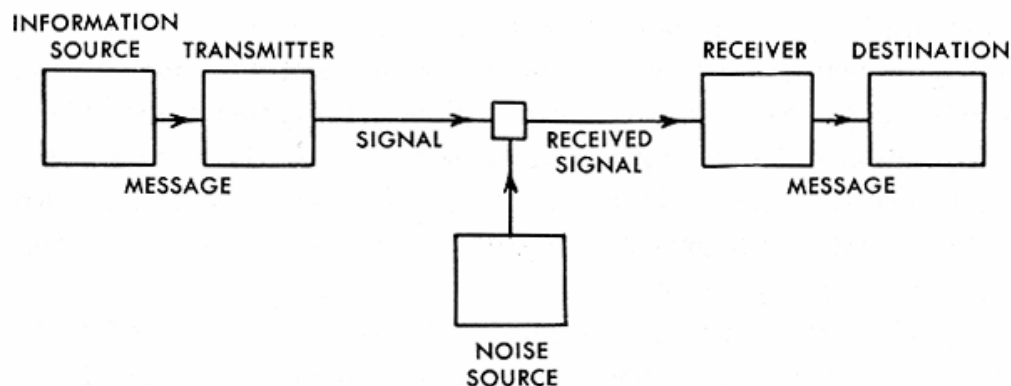 INFORMATION
SOURCE
TRANSMITTER
RECEIVER
DESTINATION
SIGNAL
RECEIVED
SIGNAL
MESSAGE
MESSAGE
NOISE
SOURCE